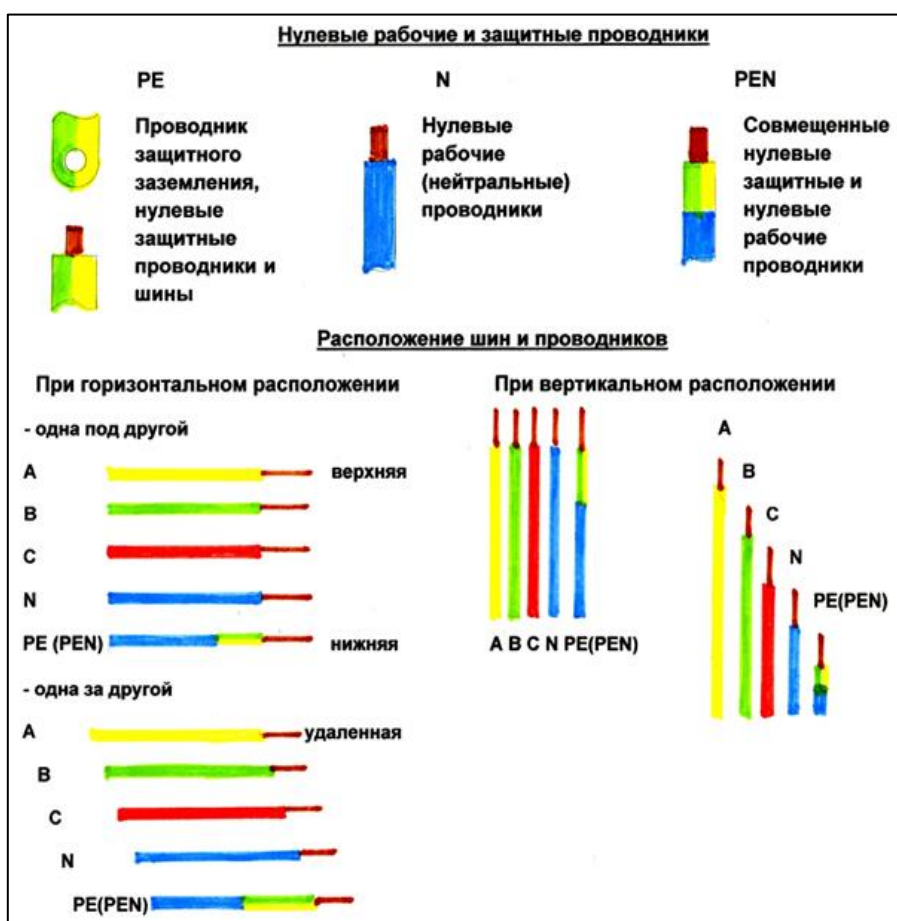 Нулевые рабочие и защитные проводники
PE
Проводник
защитного
заземления,
нулевые
защитные
проводники и
шины
N
Нулевые
рабочие
(нейтральные)
проводники
PEN
Совмещенные
нулевые
защитные и
нулевые
рабочие
проводники
Расположение шин и проводников
При горизонтальном расположении
- одна под другой
A верхняя
B
C
N
PE (PEN) нижняя
- одна за другой
A удаленная
B
C
N
PE(PEN)
При вертикальном расположении
A B C N PE(PEN)
A
B
C
N
PE(PEN)